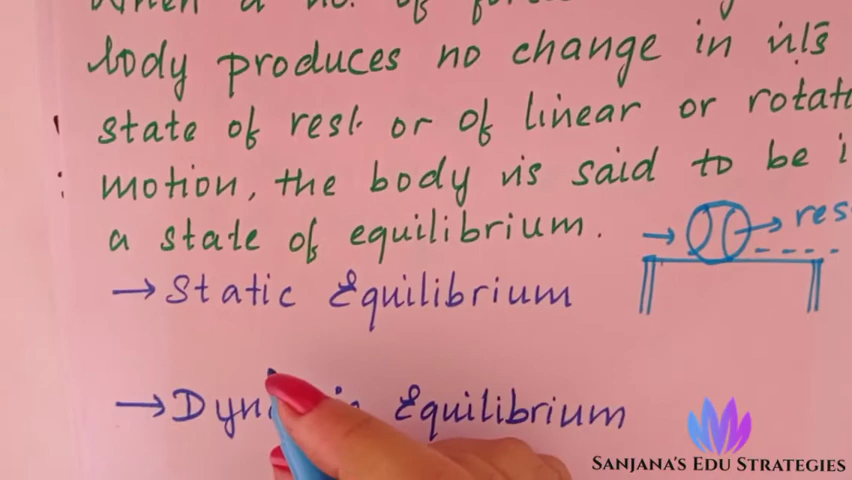 body produces no change in its
state of rest or of linear or rotat
motion, the body is said to be i
a state of equilibrium.
res
→ Static Equilibrium
→ Equilibrium
SANJANA'S EDU STRATEGIES